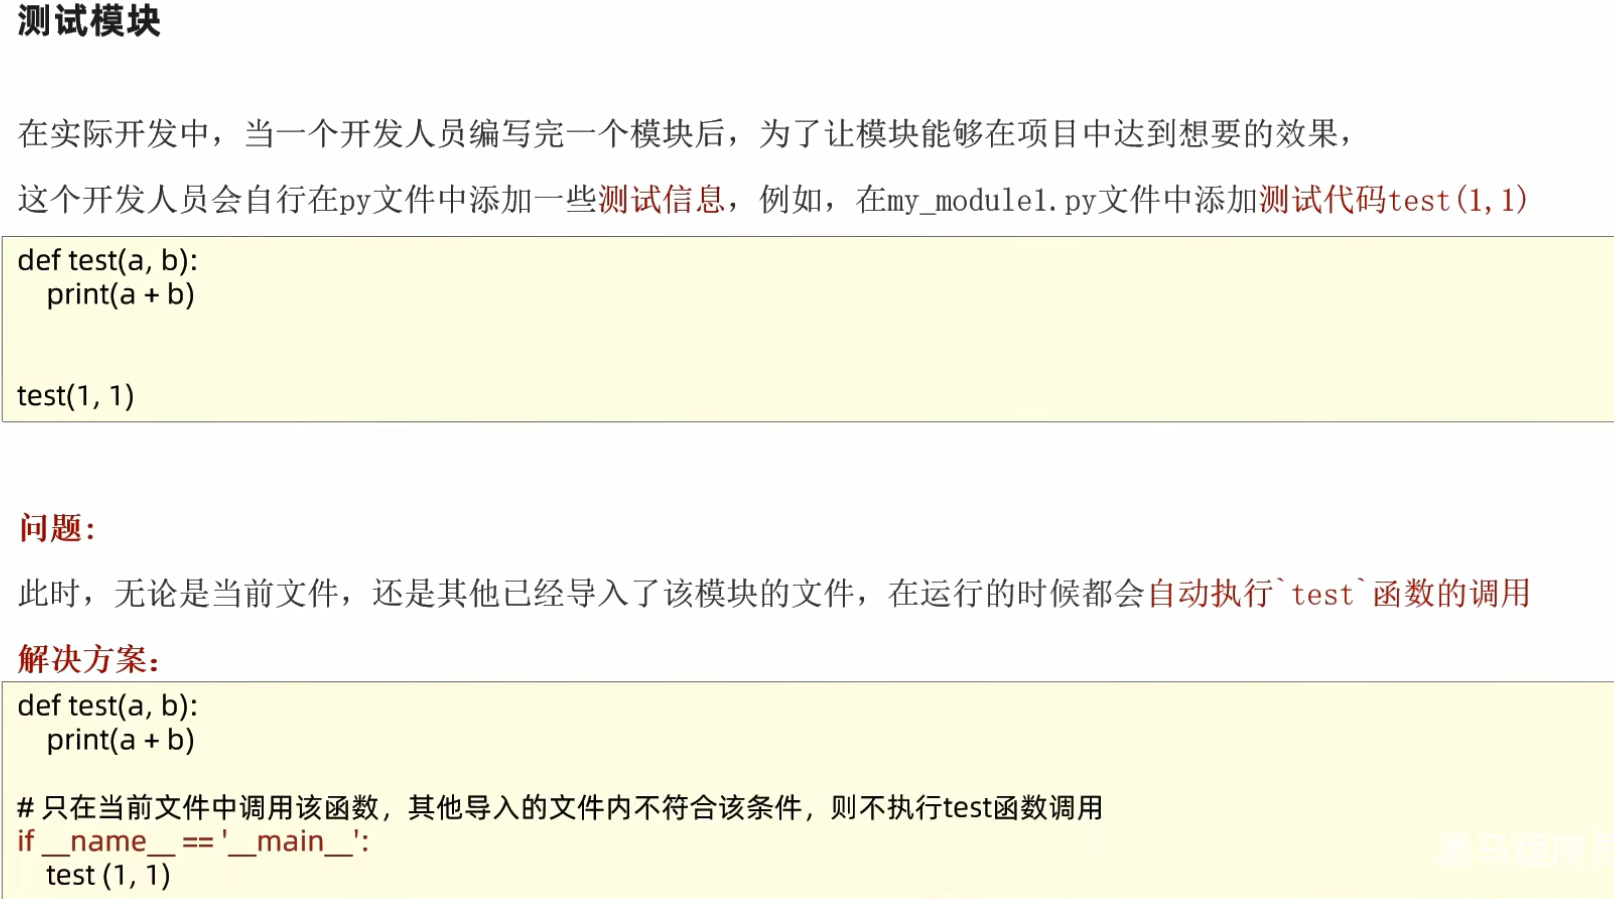 测试模块
在实际开发中，当一个开发人员编写完一个模块后，为了让模块能够在项目中达到想要的效果，
这个开发人员会自行在py文件中添加一些测试信息，例如，在my_module1.py文件中添加测试代码test(1,1)
def test(a, b):
    print(a + b)
test(1, 1)
问题:
此时，无论是当前文件，还是其他已经导入了该模块的文件，在运行的时候都会自动执行`test`函数的调用
解决方案:
def test(a, b):
    print(a + b)
# 只在当前文件中调用该函数，其他导入的文件内不符合该条件，则不执行test函数调用
if __name__ == '__main__':
    test (1, 1)